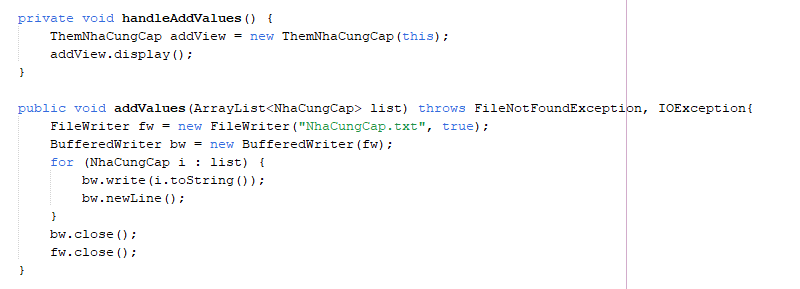 private void handleAddValues() {
    ThemNhaCungCap addView = new ThemNhaCungCap(this);
    addView.display();
}

public void addValues(ArrayList<NhaCungCap> list) throws FileNotFoundException, IOException{
    FileWriter fw = new FileWriter("NhaCungCap.txt", true);
    BufferedWriter bw = new BufferedWriter(fw);
    for (NhaCungCap i : list) {
        bw.write(i.toString());
        bw.newLine();
    }
    bw.close();
    fw.close();
}